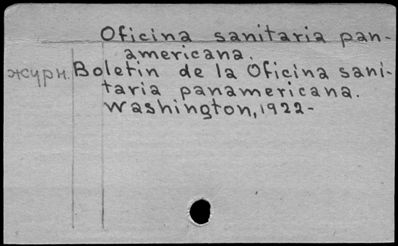 Oficina sanitaria pan-
americana.
журн. Boletin de la Oficina sani-
taria panamericana.
Washington, 1922-